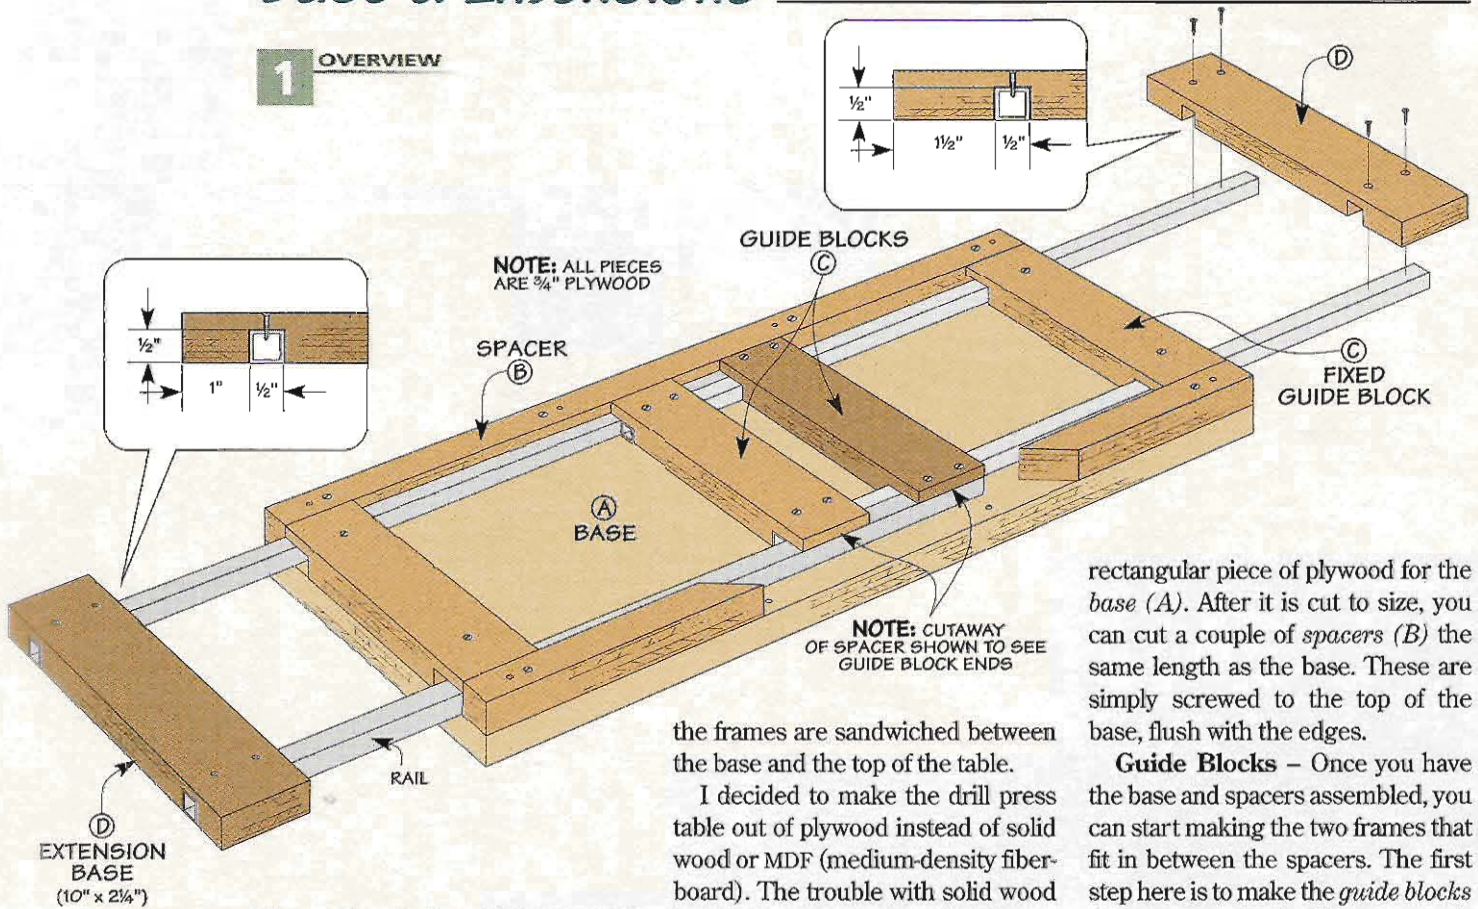 1 OVERVIEW
½"
1½"
½"
D
GUIDE BLOCKS
C
NOTE: ALL PIECES
ARE ¾" PLYWOOD
½"
1"
½"
SPACER
B
C
FIXED
GUIDE BLOCK
A
BASE
NOTE: CUTAWAY
OF SPACER SHOWN TO SEE
GUIDE BLOCK ENDS
RAIL
D
EXTENSION
BASE
(10" x 2¼")
the frames are sandwiched between
the base and the top of the table.
I decided to make the drill press
table out of plywood instead of solid
wood or MDF (medium-density fiber-
board). The trouble with solid wood
rectangular piece of plywood for the
base (A). After it is cut to size, you
can cut a couple of spacers (B) the
same length as the base. These are
simply screwed to the top of the
base, flush with the edges.
Guide Blocks – Once you have
the base and spacers assembled, you
can start making the two frames that
fit in between the spacers. The first
step here is to make the guide blocks